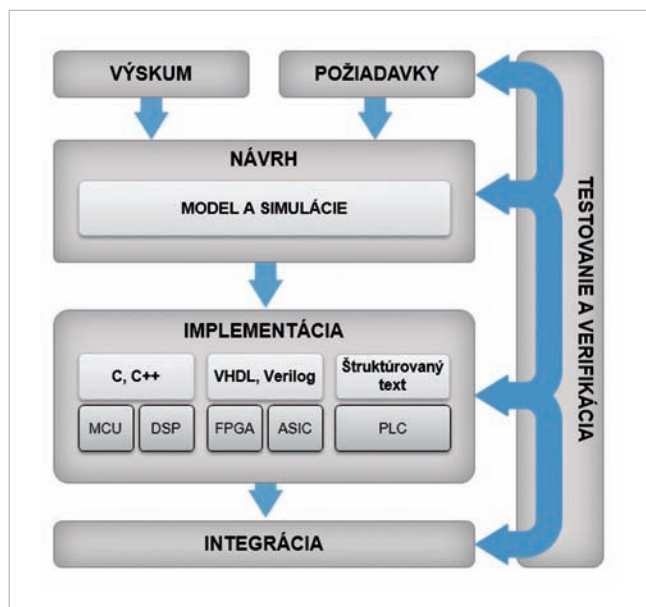 VÝSKUM
POŽIADAVKY
NÁVRH
MODEL A SIMULÁCIE
IMPLEMENTÁCIA
C, C++
VHDL, Verilog
Štruktúrovaný
text
MCU
DSP
FPGA
ASIC
PLC
INTEGRÁCIA
TESTOVANIE A VERIFIKÁCIA